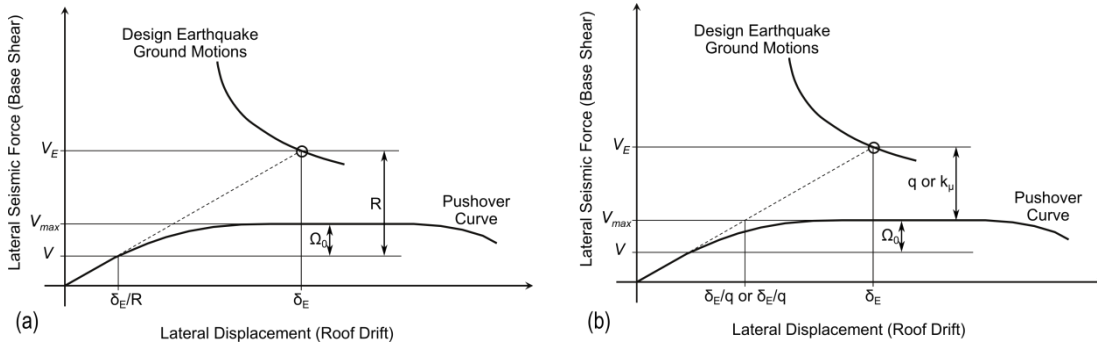 Lateral Seismic Force (Base Shear)
Design Earthquake
Ground Motions
V_E
R
Pushover
Curve
V_max
Ω₀
V
δ_E/R
δ_E
(a)
Lateral Displacement (Roof Drift)
Lateral Seismic Force (Base Shear)
Design Earthquake
Ground Motions
V_E
q or k_μ
Pushover
Curve
V_max
Ω₀
V
δ_E/q or δ_E/q
δ_E
(b)
Lateral Displacement (Roof Drift)